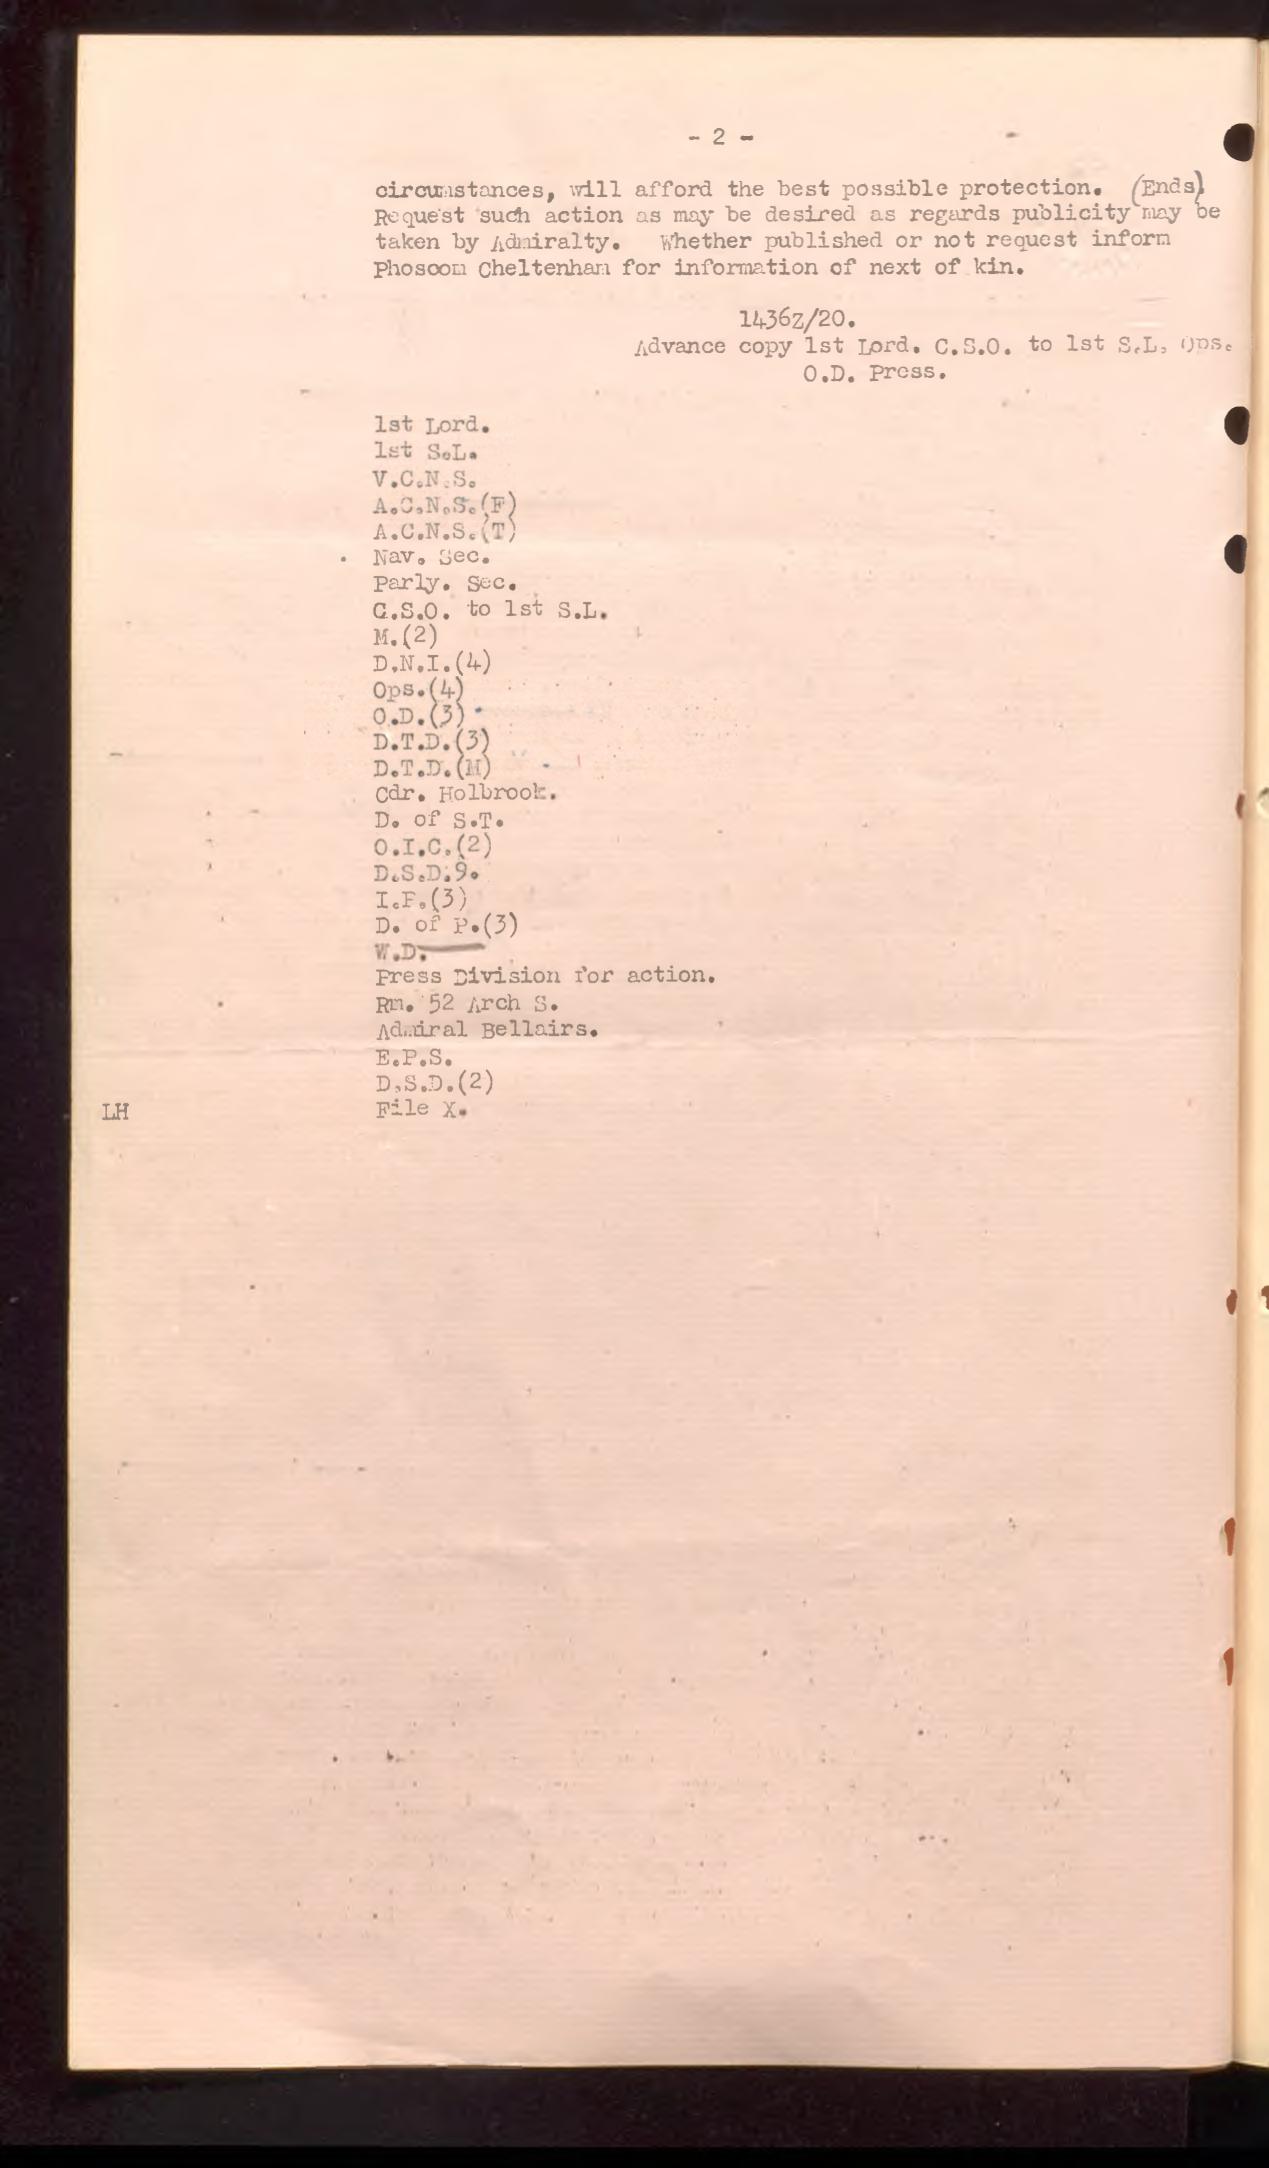 - 2 -
circumstances, will afford the best possible protection. (Ends)
Request such action as may be desired as regards publicity may be
taken by Admiralty. Whether published or not request inform
Phosoom Cheltenham for information of next of kin.
1436Z/20.
Advance copy 1st Lord. C.S.O. to 1st S.L, Ops.
O.D. Press.
1st Lord.
1st S.L.
V.C.N.S.
A.C.N.S.(F)
A.C.N.S.(T)
Nav. Sec.
Parly. Sec.
C.S.O. to 1st S.L.
M.(2)
D.N.I.(4)
Ops.(4)
O.D.(3)
D.T.D.(3)
D.T.D.(M)
Cdr. Holbrook.
D. of S.T.
O.I.C.(2)
D.S.D.9.
I.P.(3)
D. of P.(3)
W.D.
Press Division for action.
Rm. 52 Arch S.
Admiral Bellairs.
E.P.S.
D.S.D.(2)
LH File X.